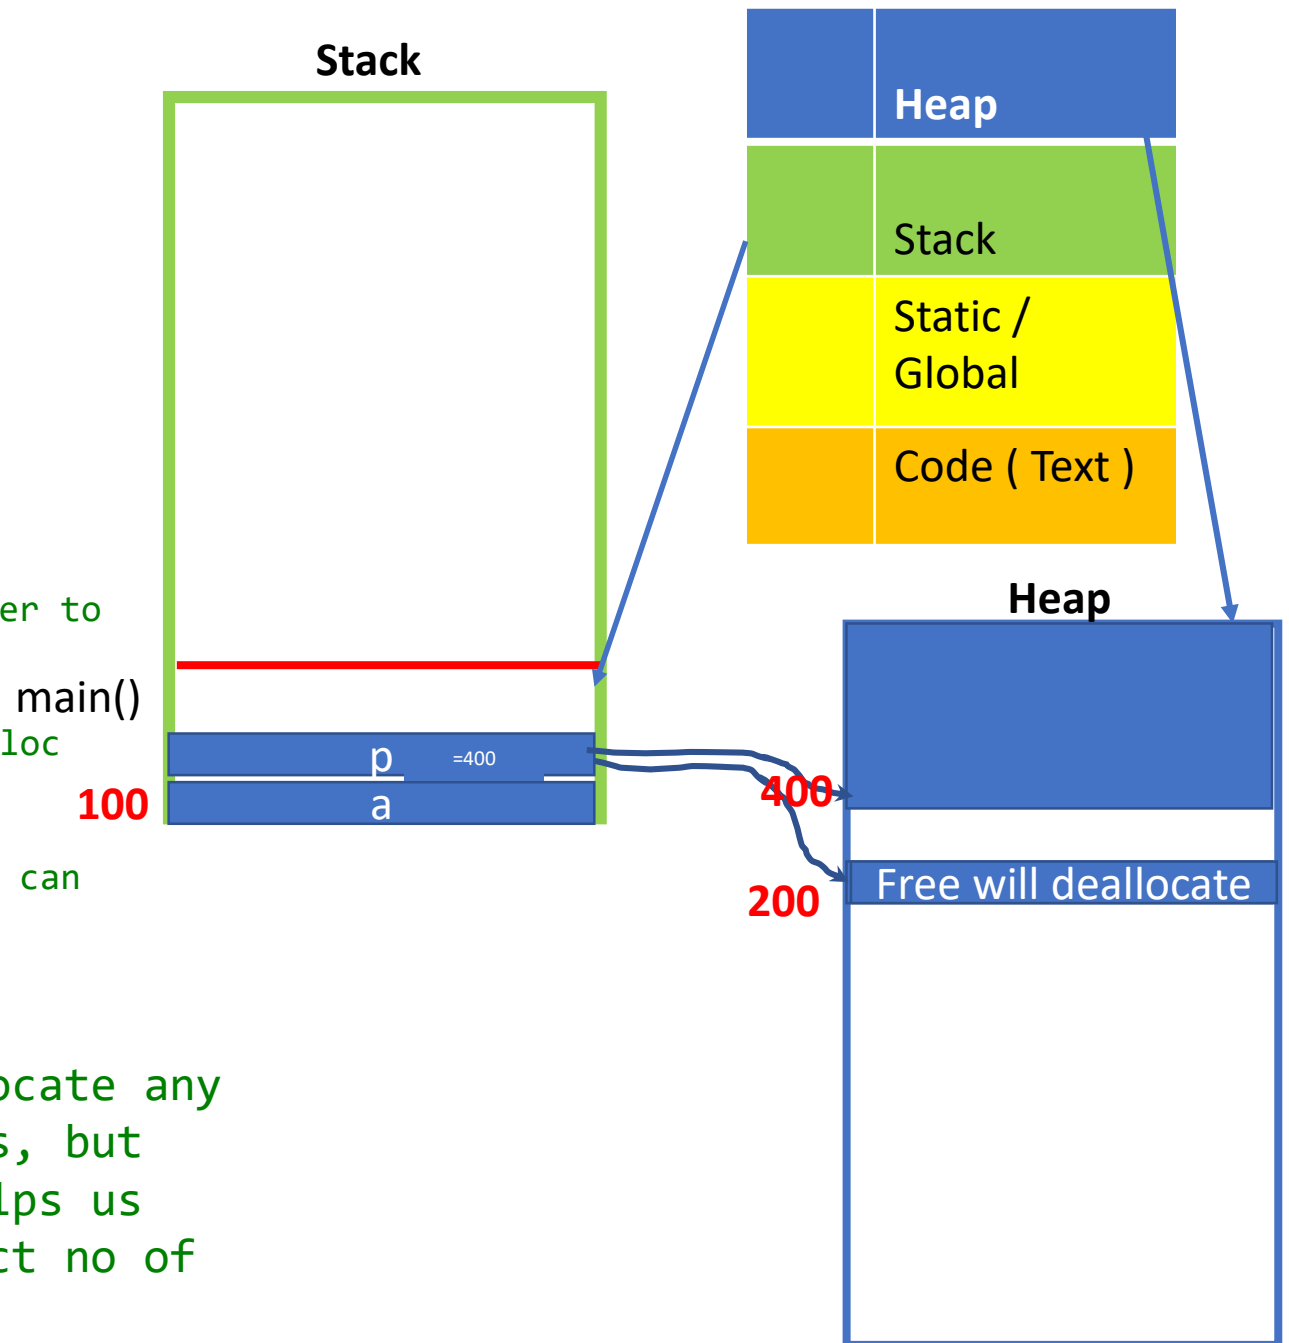 Stack
Heap
Stack
Static /
Global
Code ( Text )
er to
main()
loc
p =400
100 a
can
Heap
400
200 Free will deallocate
ocate any
s, but
lps us
ct no of